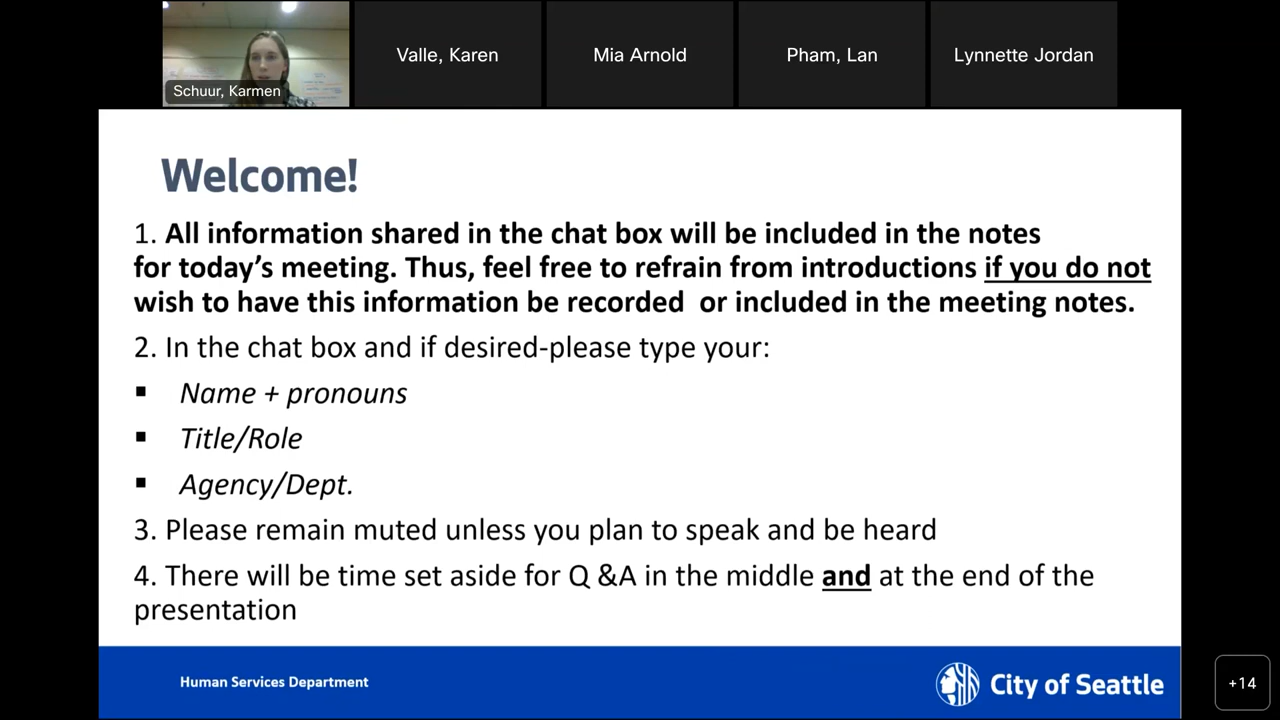 Schuur, Karmen
Valle, Karen
Mia Arnold
Pham, Lan
Lynnette Jordan
Welcome!
1. All information shared in the chat box will be included in the notes
for today’s meeting. Thus, feel free to refrain from introductions if you do not
wish to have this information be recorded  or included in the meeting notes.
2. In the chat box and if desired-please type your:
▪ Name + pronouns
▪ Title/Role
▪ Agency/Dept.
3. Please remain muted unless you plan to speak and be heard
4. There will be time set aside for Q &A in the middle and at the end of the
presentation
Human Services Department
City of Seattle
+14